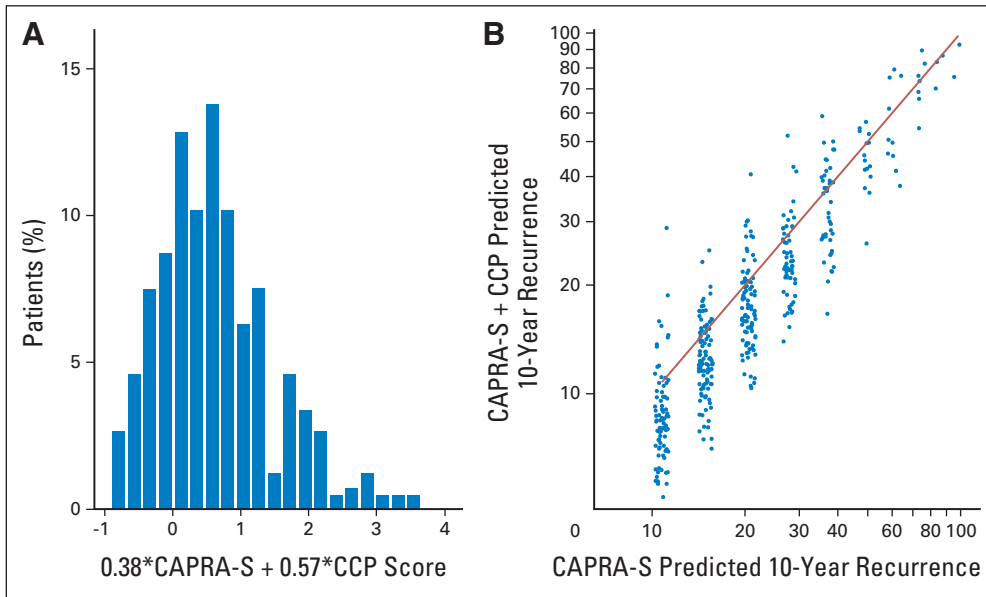 A
15
10
5
0
Patients (%)
-1 0 1 2 3 4
0.38*CAPRA-S + 0.57*CCP Score
B
100
90
80
70
60
50
40
30
20
10
CAPRA-S + CCP Predicted
10-Year Recurrence
0 10 20 30 40 60 80 100
CAPRA-S Predicted 10-Year Recurrence